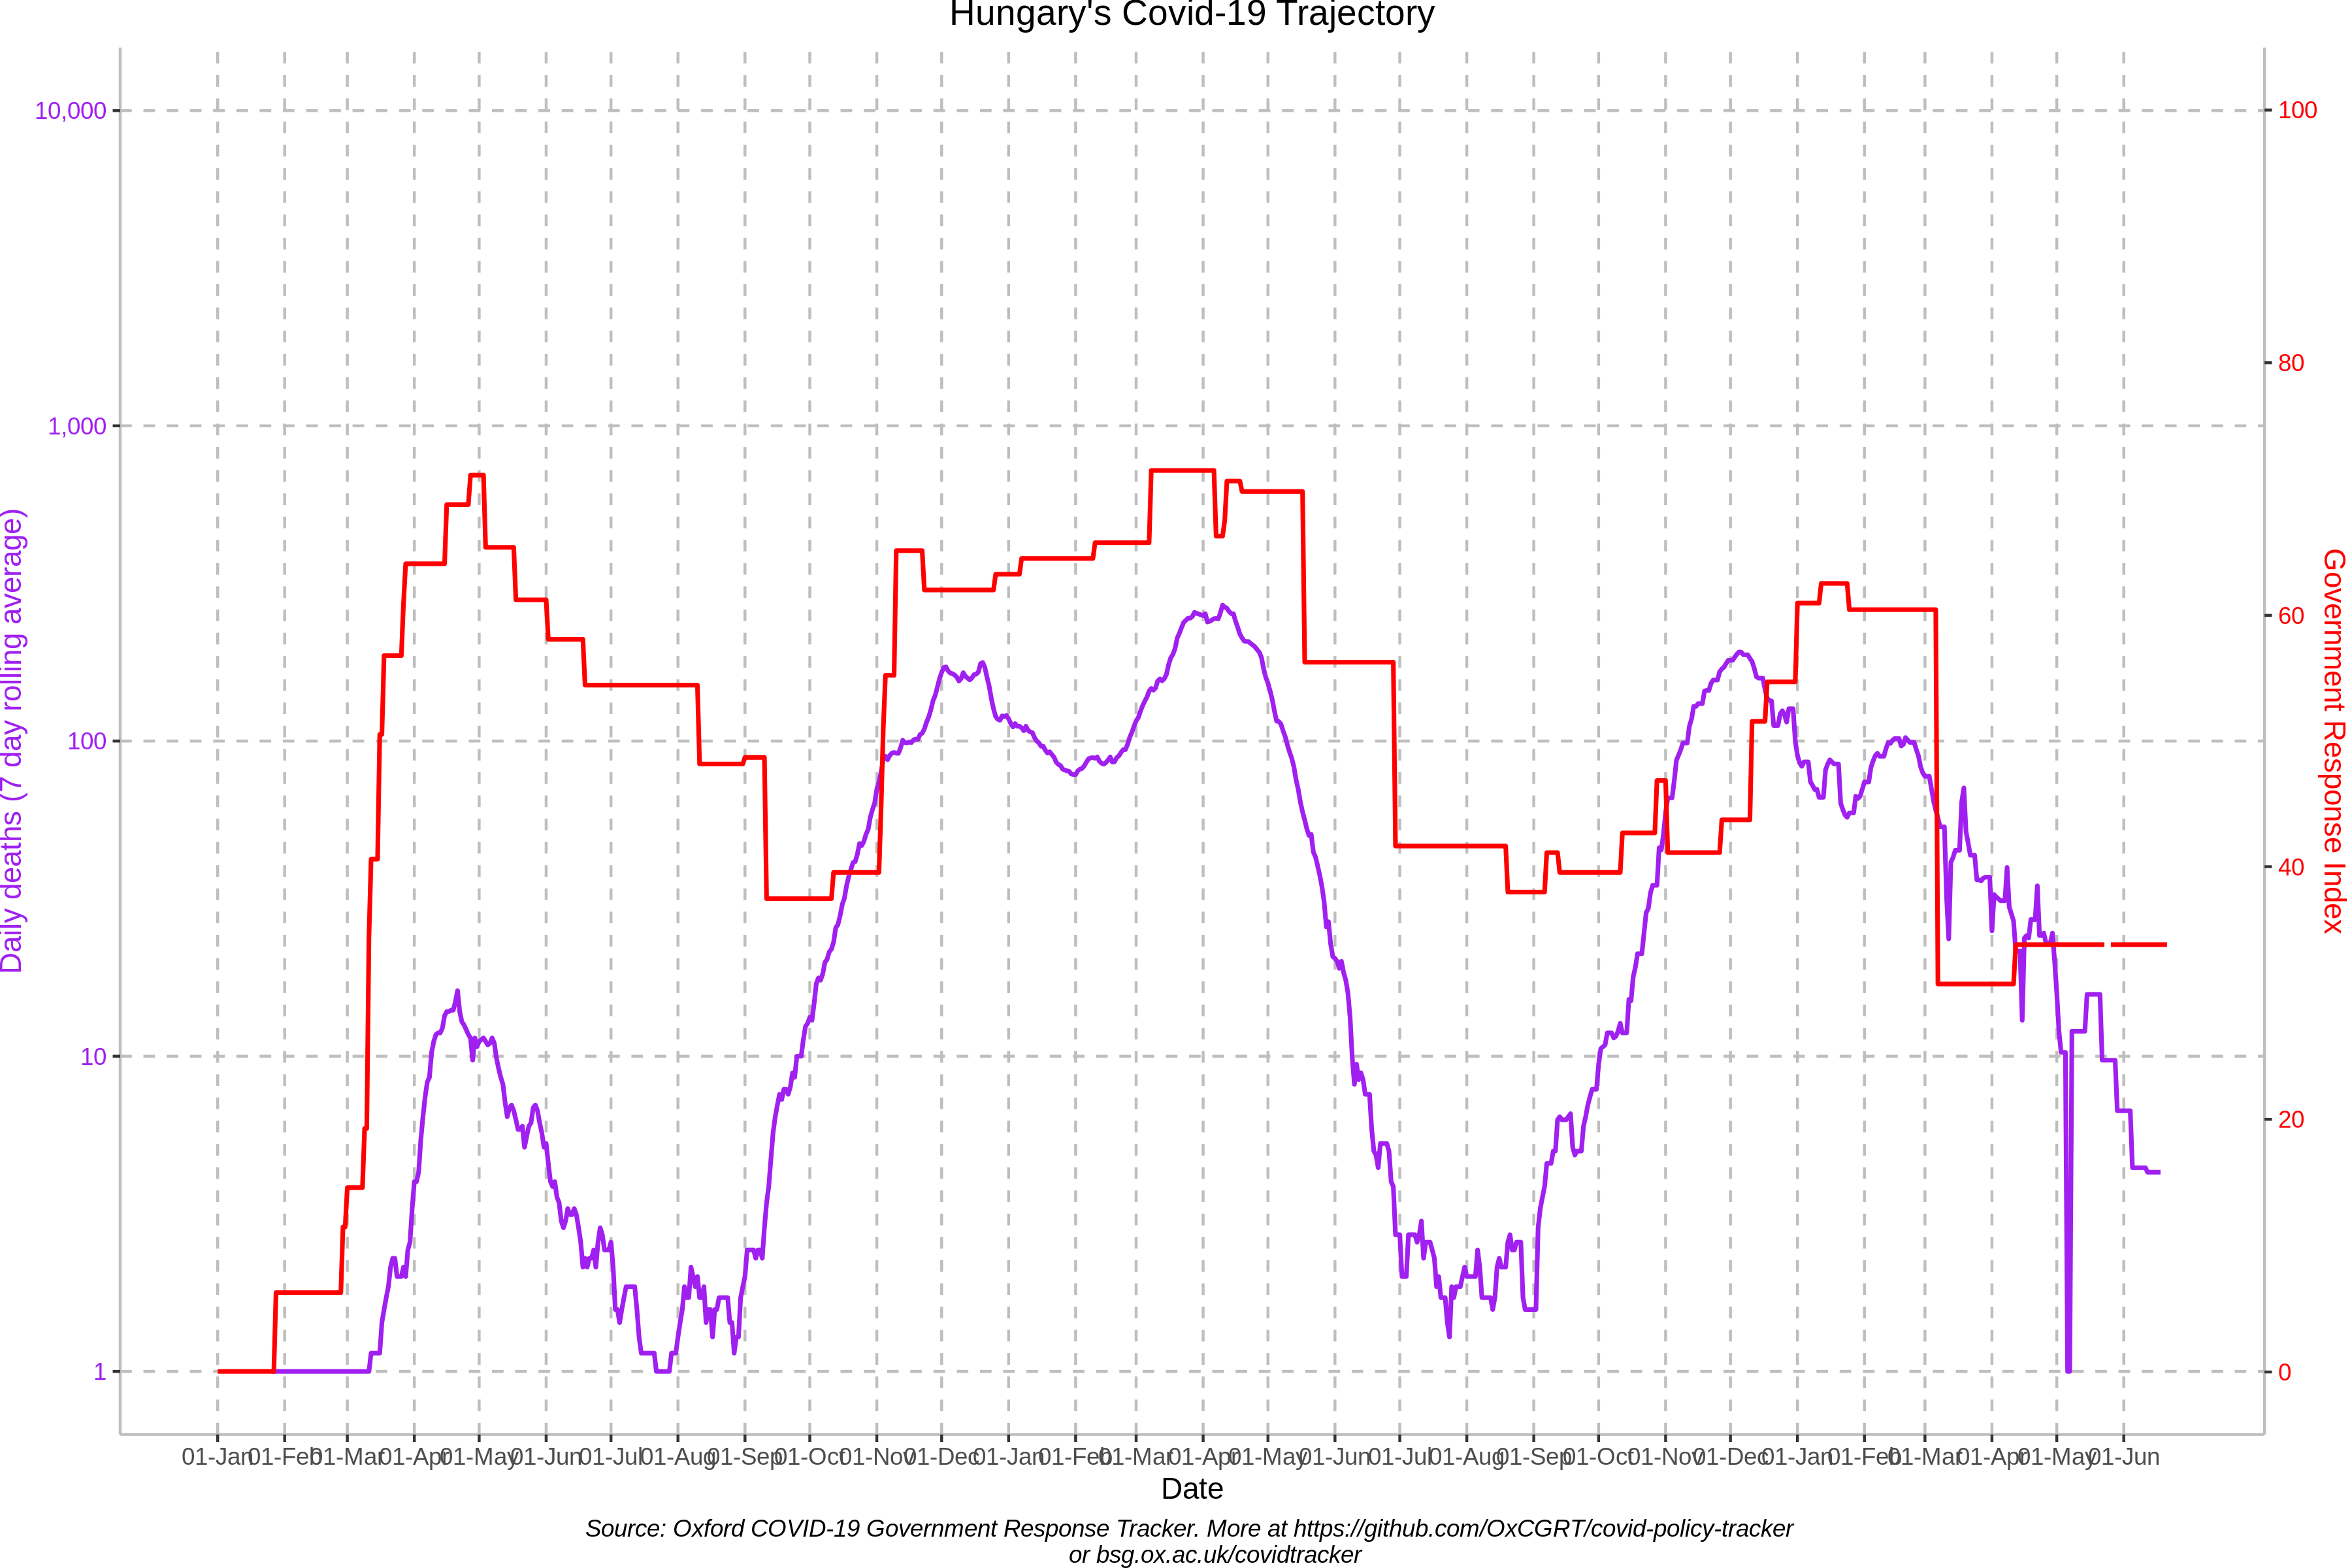 Hungary's Covid-19 Trajectory
10,000
1,000
100
10
1
Daily deaths (7 day rolling average)
100
80
60
40
20
0
Government Response Index
01-Jan 01-Feb 01-Mar 01-Apr 01-May 01-Jun 01-Jul 01-Aug 01-Sep 01-Oct 01-Nov 01-Dec 01-Jan 01-Feb 01-Mar 01-Apr 01-May 01-Jun 01-Jul 01-Aug 01-Sep 01-Oct 01-Nov 01-Dec 01-Jan 01-Feb 01-Mar 01-Apr 01-May 01-Jun
Date
Source: Oxford COVID-19 Government Response Tracker. More at https://github.com/OxCGRT/covid-policy-tracker
or bsg.ox.ac.uk/covidtracker